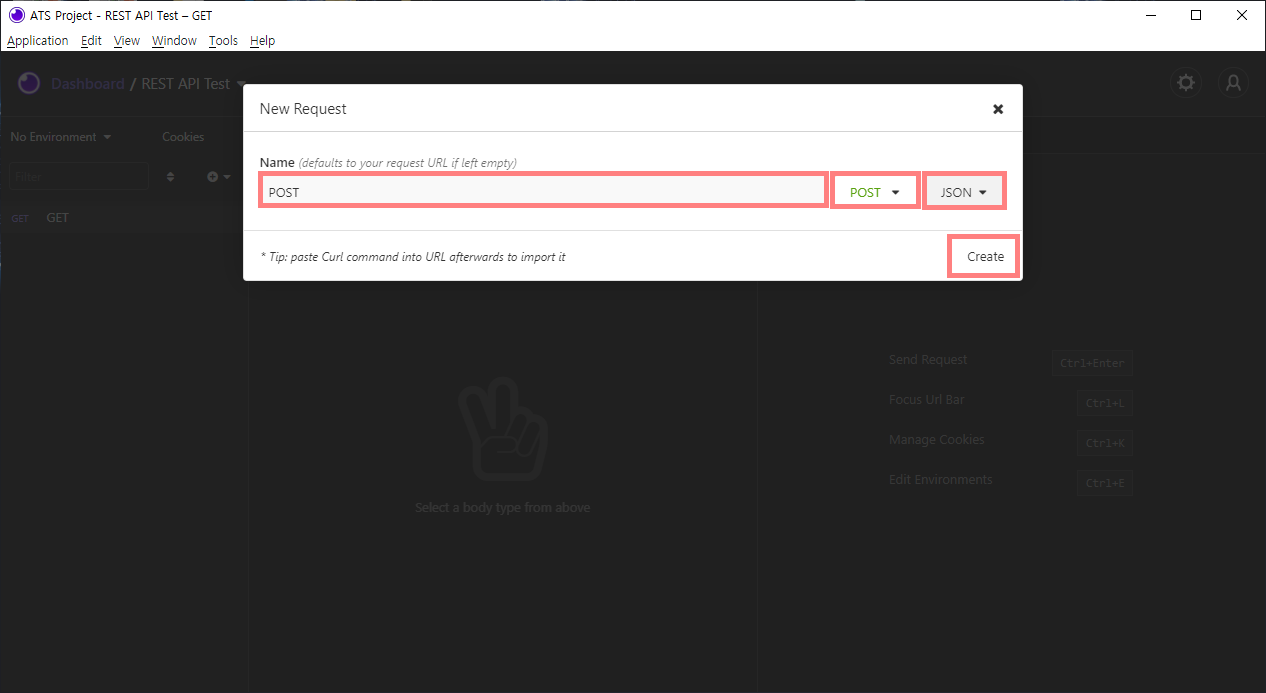 ATS Project - REST API Test – GET
Application Edit View Window Tools Help
Dashboard / REST API Test
New Request
No Environment Cookies
Name (defaults to your request URL if left empty)
Filter
POST POST JSON
GET GET
* Tip: paste Curl command into URL afterwards to import it Create
Send Request Ctrl+Enter
Focus Url Bar Ctrl+L
Manage Cookies Ctrl+K
Edit Environments Ctrl+E
Select a body type from above